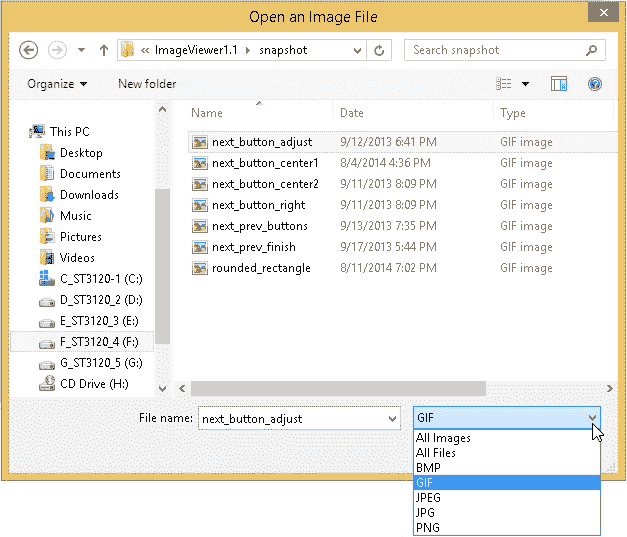 Open an Image File
« ImageViewer1.1 snapshot Search snapshot
Organize New folder
Name Date Type
This PC
Desktop
Documents
Downloads
Music
Pictures
Videos
C_ST3120-1 (C:)
D_ST3120_2 (D:)
E_ST3120_3 (E:)
F_ST3120_4 (F:)
G_ST3120_5 (G:)
CD Drive (H:)
next_button_adjust 9/12/2013 6:41 PM GIF image
next_button_center1 8/4/2014 4:36 PM GIF image
next_button_center2 9/11/2013 8:09 PM GIF image
next_button_right 9/11/2013 8:09 PM GIF image
next_prev_buttons 9/13/2013 7:35 PM GIF image
next_prev_finish 9/17/2013 5:44 PM GIF image
rounded_rectangle 8/11/2014 7:02 PM GIF image
File name: next_button_adjust GIF
All Images
All Files
BMP
GIF
JPEG
JPG
PNG